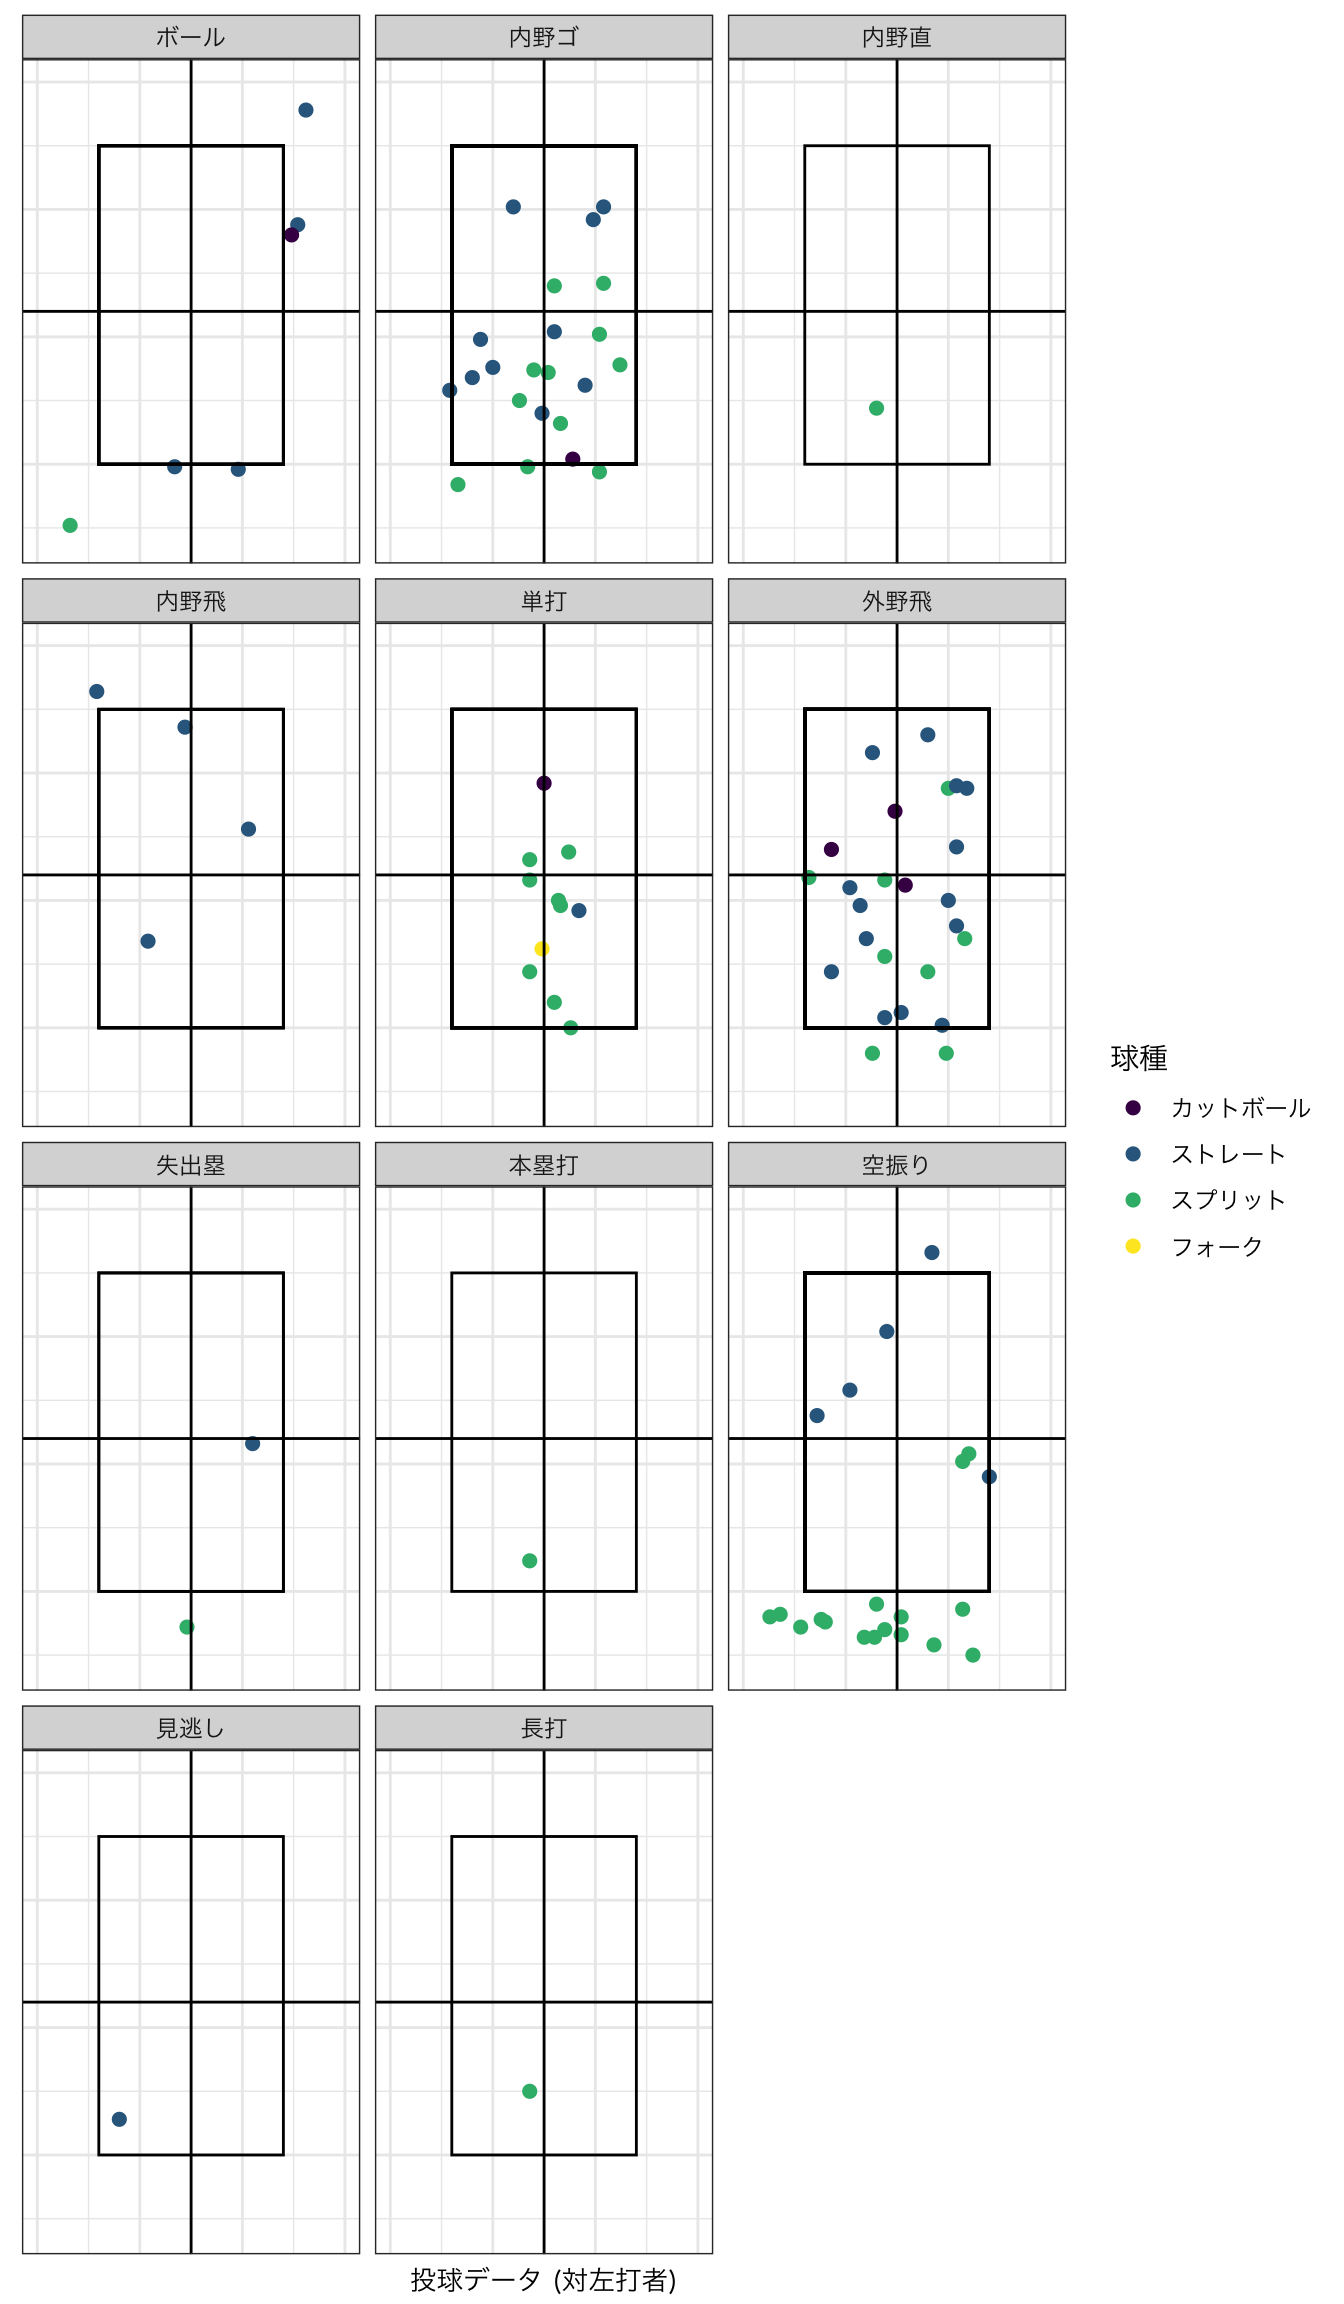 ボール
内野ゴ
内野直
内野飛
単打
外野飛
失出塁
本塁打
空振り
見逃し
長打
球種
カットボール
ストレート
スプリット
フォーク
投球データ (対左打者)